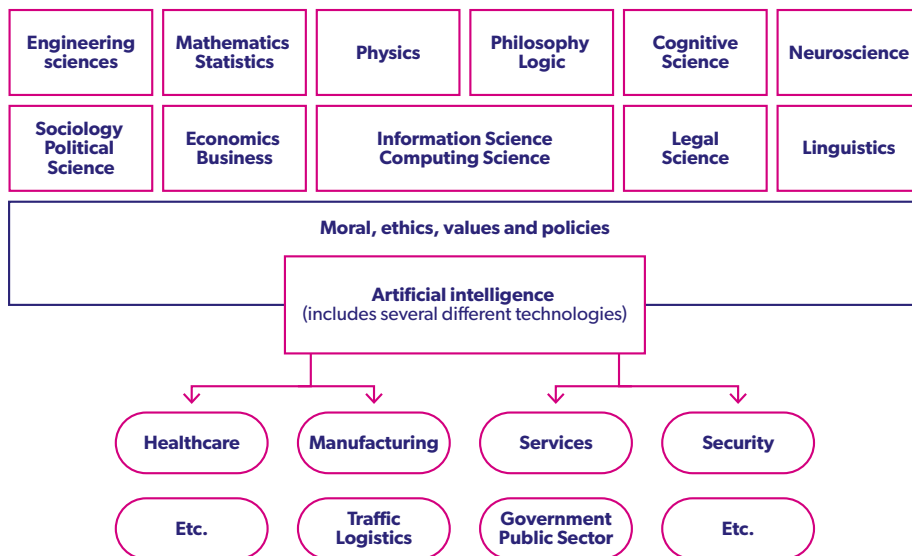 Engineering
sciences
Mathematics
Statistics
Physics
Philosophy
Logic
Cognitive
Science
Neuroscience
Sociology
Political
Science
Economics
Business
Information Science
Computing Science
Legal
Science
Linguistics
Moral, ethics, values and policies
Artificial intelligence
(includes several different technologies)
Healthcare
Manufacturing
Services
Security
Etc.
Traffic
Logistics
Government
Public Sector
Etc.